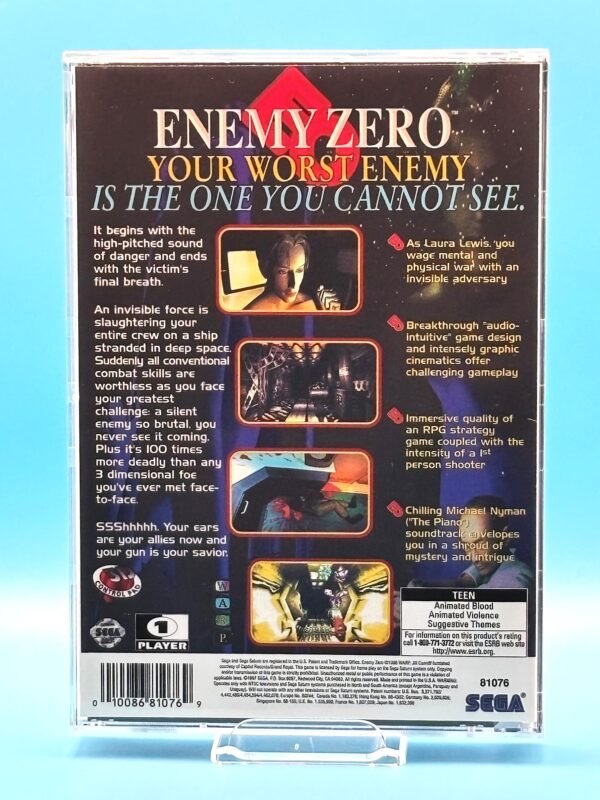 ENEMY ZERO™
YOUR WORST ENEMY
IS THE ONE YOU CANNOT SEE.
It begins with the
high-pitched sound
of danger and ends
with the victim's
final breath.
An invisible force is
slaughtering your
entire crew on a ship
stranded in deep space.
Suddenly all conventional
combat skills are
worthless as you face
your greatest
challenge: a silent
enemy so brutal, you
never see it coming.
Plus it's 100 times
more deadly than any
3 dimensional foe
you've ever met face-
to-face.
SSShhhhh. Your ears
are your allies now and
your gun is your savior.
As Laura Lewis, you
wage mental and
physical war with an
invisible adversary
Breakthrough "audio-
intuitive" game design
and intensely graphic
cinematics offer
challenging gameplay
Immersive quality of
an RPG strategy
game coupled with the
intensity of a 1st
person shooter
Chilling Michael Nyman
("The Piano")
soundtrack envelopes
you in a shroud of
mystery and intrigue
CONTROL PAD
W
A
R
P
SEGA
1
PLAYER
TEEN
Animated Blood
Animated Violence
Suggestive Themes
For information on this product's rating
call 1-800-771-3772 or visit the ESRB web site
http://www.esrb.org.
0 10086 81076 9
81076
SEGA